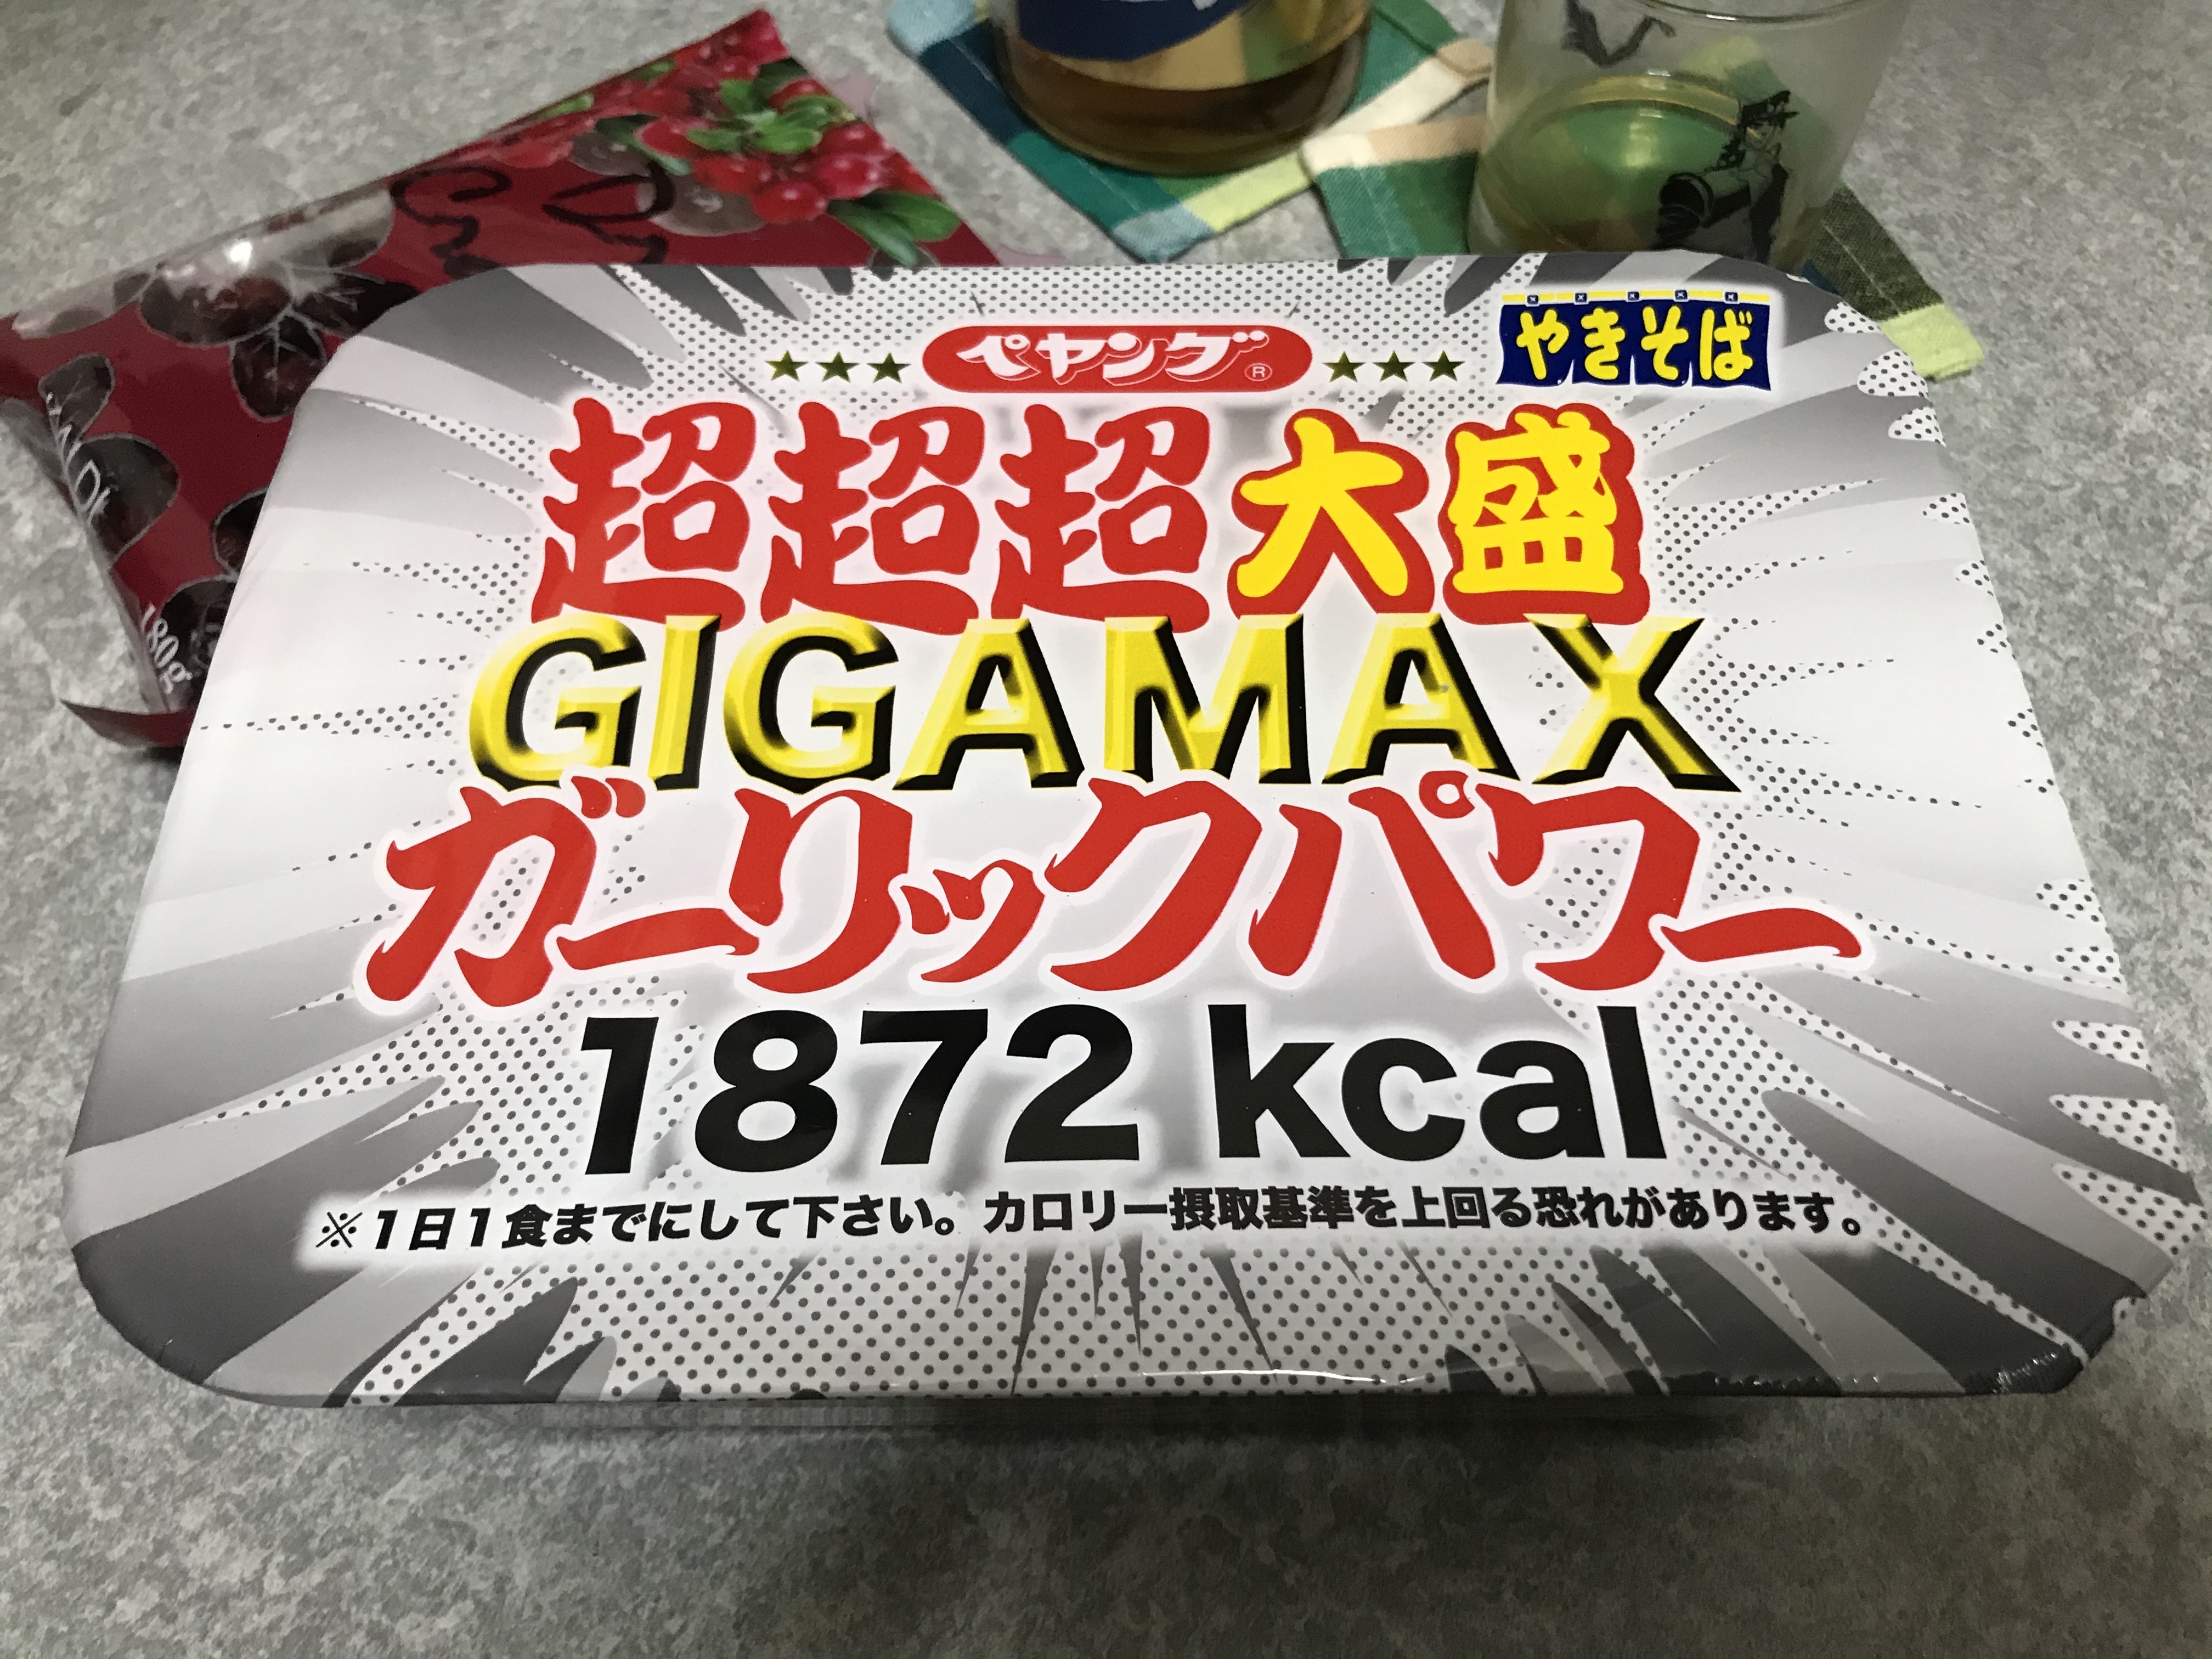 ペヤング®
やきそば
超超超大盛
GIGAMAX
ガーリックパワー
1872 kcal
※1日1食までにして下さい。カロリー摂取基準を上回る恐れがあります。
180g